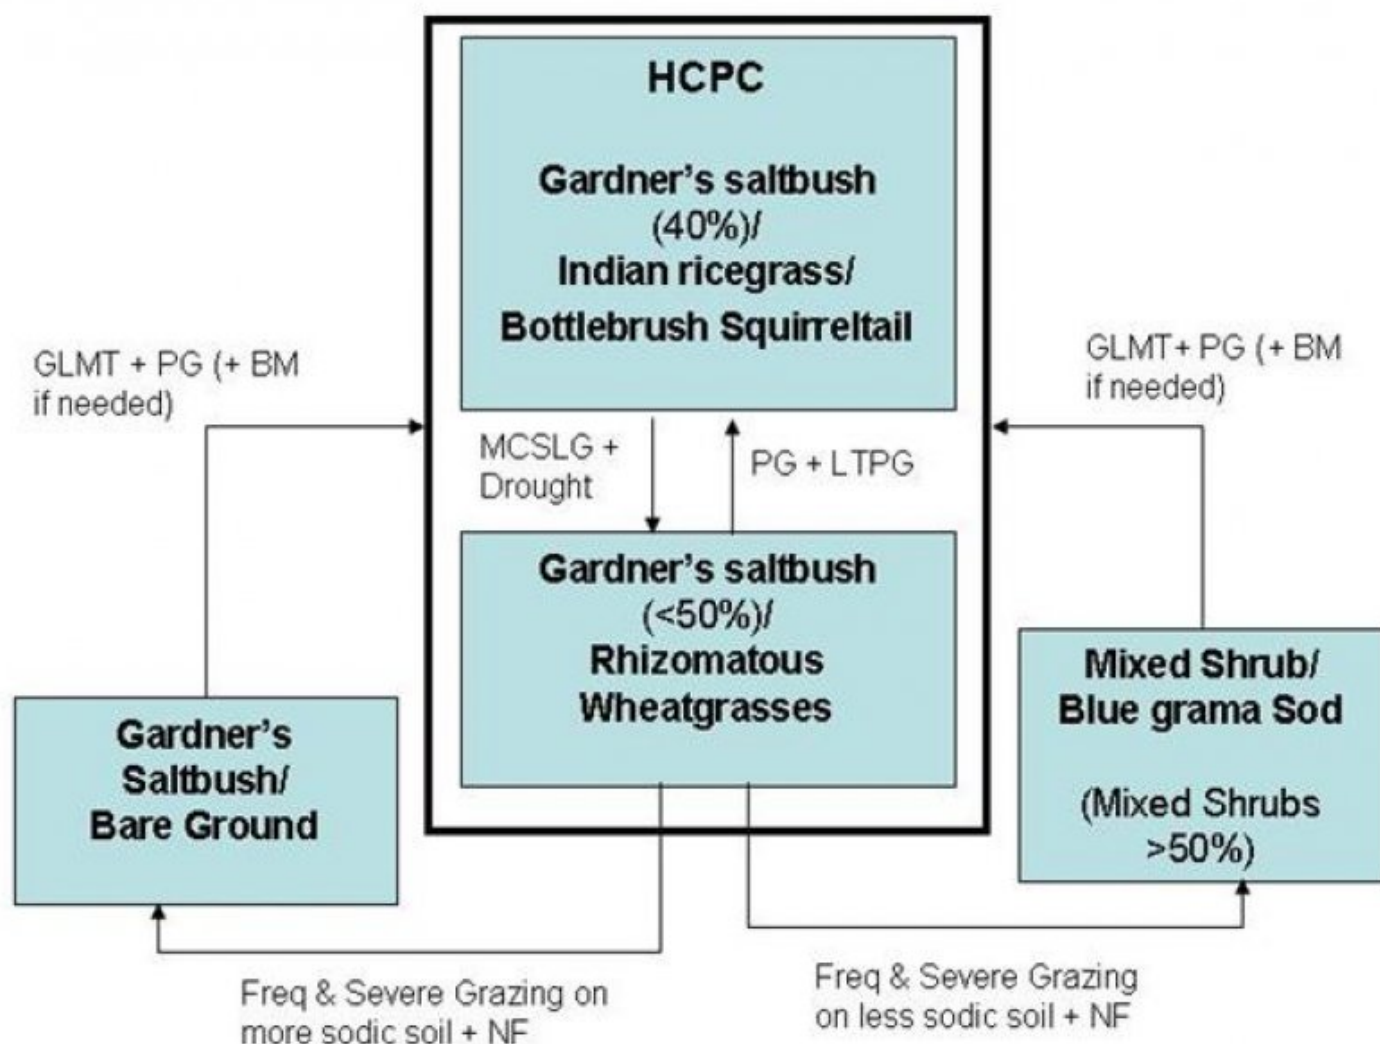 HCPC
Gardner's saltbush
(40%)/
Indian ricegrass/
Bottlebrush Squirreltail
GLMT + PG (+ BM
if needed)
GLMT+ PG (+ BM
if needed)
MCSLG +
Drought
PG + LTPG
Gardner's saltbush
(<50%)/
Rhizomatous
Wheatgrasses
Gardner's
Saltbush/
Bare Ground
Mixed Shrub/
Blue grama Sod
(Mixed Shrubs
>50%)
Freq & Severe Grazing on
more sodic soil + NF
Freq & Severe Grazing
on less sodic soil + NF